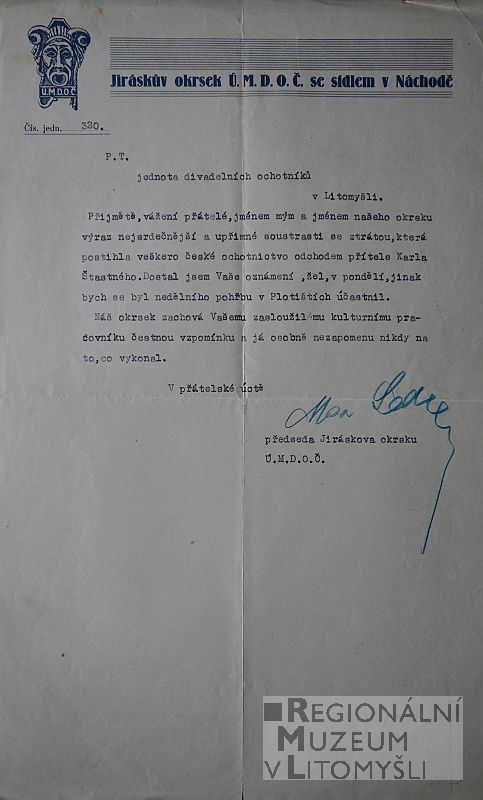 U.M.D.O.Č
Jiráskův okrsek Ú. M. D. O. Č. se sídlem v Náchodě
Čís. jedn. 320.
P.T.
jednota divadelních ochotníků
v Litomyšli.
Přijmětě,vážení přátelé,jménem mým a jménem našeho okrsku
výraz nejsrdečnější a upřímné soustrasti se ztrátou,která
postihla veškero české ochotnictvo odchodem přítele Karla
Šťastného.Dostal jsem Vaše oznámení ,žel,v pondělí,jinak
bych se byl nedělního pohřbu v Plotištích účastnil.
Náš okrsek zachová Vašemu zasloužilému kulturnímu pra-
covníku čestnou vzpomínku a já osobně nezapomenu nikdy na
to,co vykonal.
V přátelské úctě
předseda Jiráskova okrsku
Ú.M.D.O.Č.
REGIONÁLNÍ
MUZEUM
V LITOMYŠLI